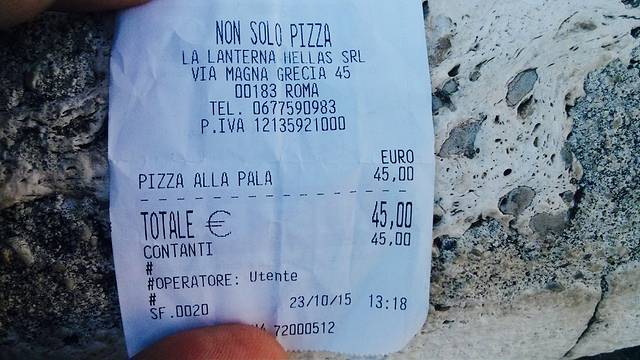 NON SOLO PIZZA
LA LANTERNA HELLAS SRL
VIA MAGNA GRECIA 45
00183 ROMA
TEL. 0677590983
P.IVA 12135921000
EURO
PIZZA ALLA PALA 45,00
TOTALE € 45,00
CONTANTI 45,00
#
#OPERATORE: Utente
#
SF.0020 23/10/15 13:18
72000512